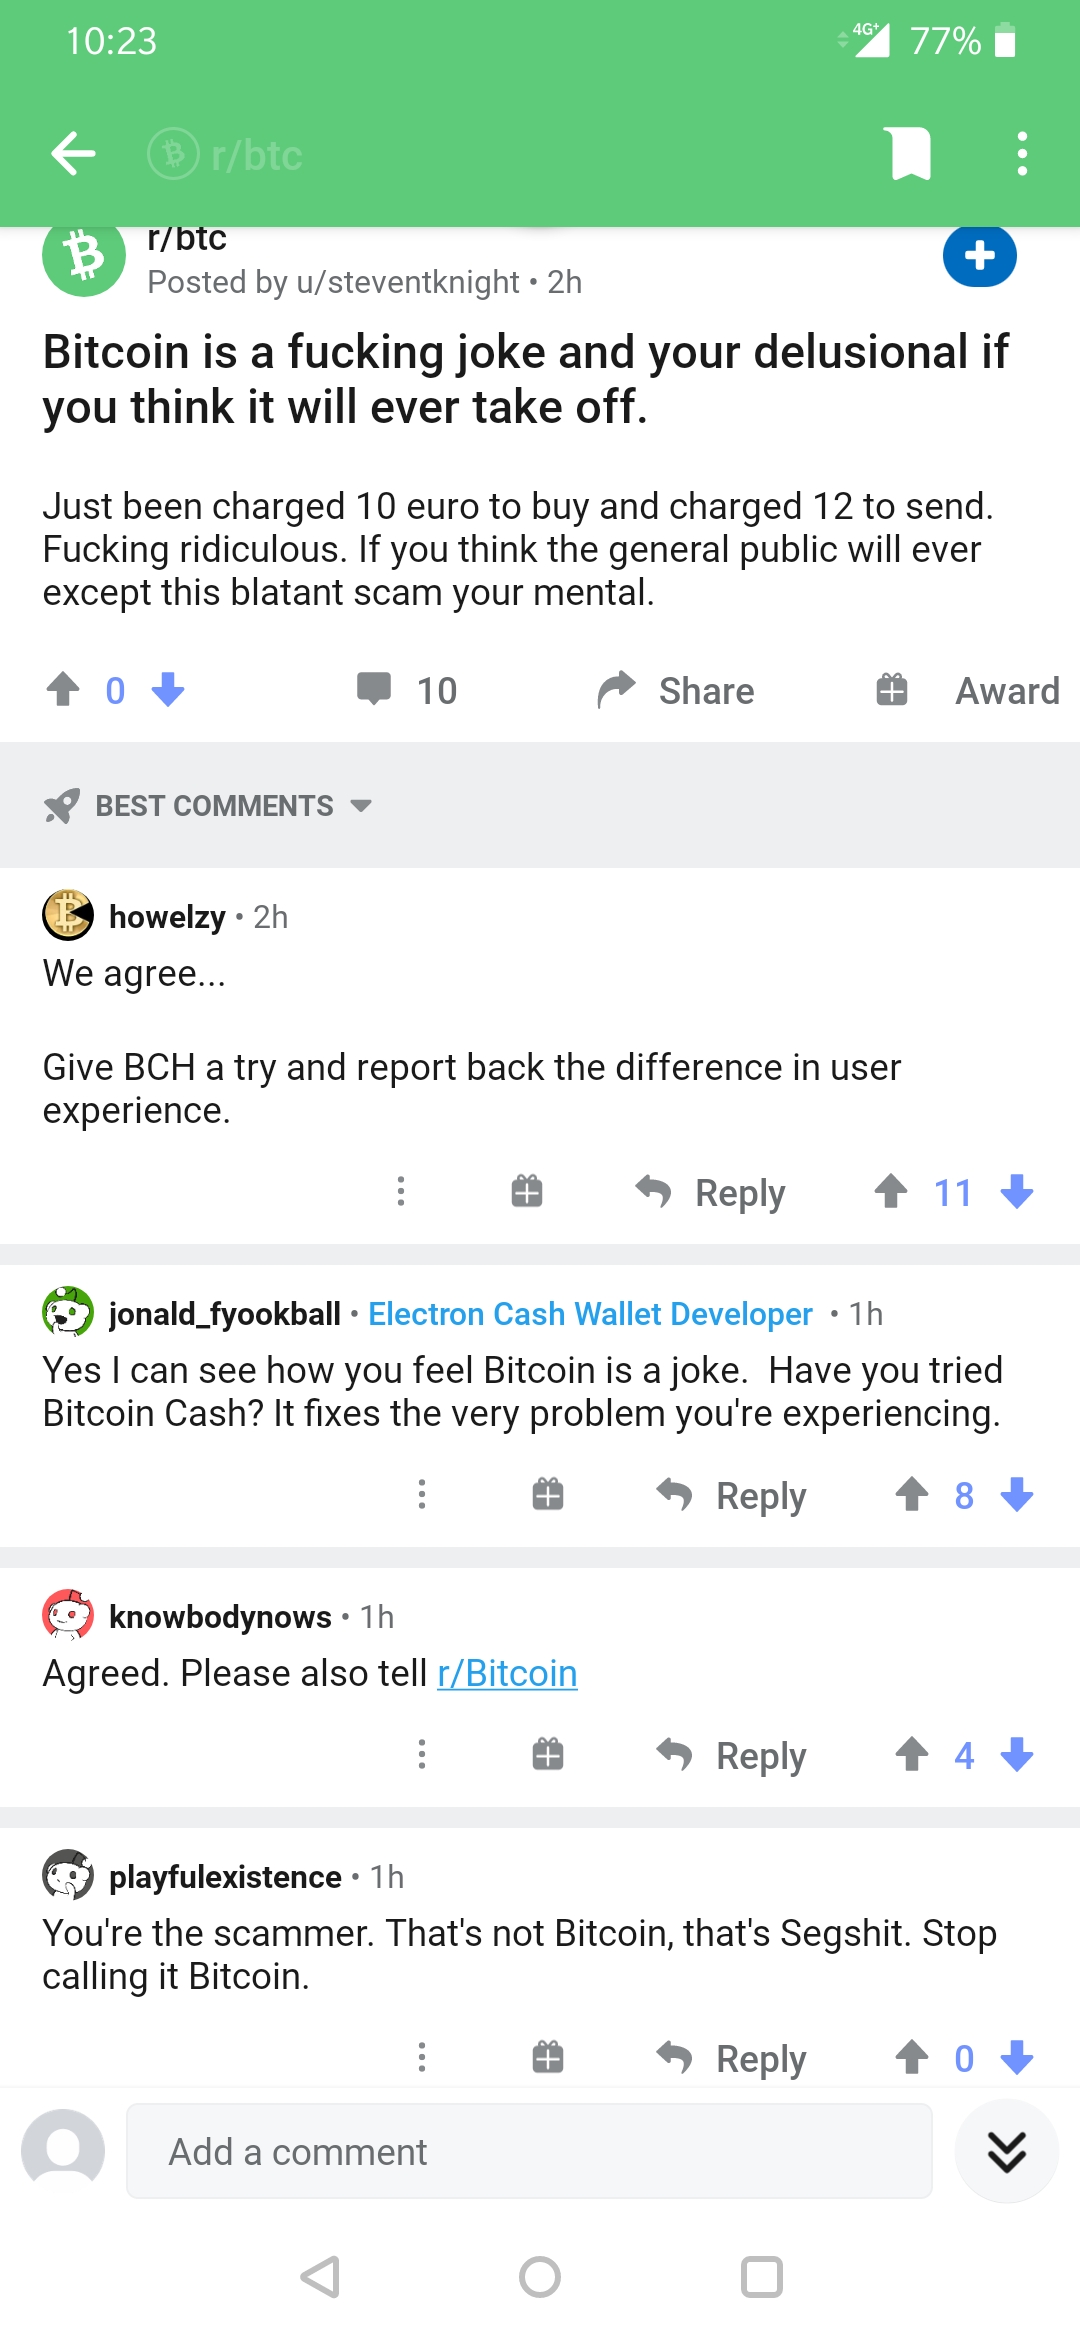 10:23
4G+ 77%
r/btc
r/btc
Posted by u/steventknight • 2h
Bitcoin is a fucking joke and your delusional if
you think it will ever take off.
Just been charged 10 euro to buy and charged 12 to send.
Fucking ridiculous. If you think the general public will ever
except this blatant scam your mental.
0 10 Share Award
BEST COMMENTS
howelzy • 2h
We agree...
Give BCH a try and report back the difference in user
experience.
Reply 11
jonald_fyookball • Electron Cash Wallet Developer • 1h
Yes I can see how you feel Bitcoin is a joke.  Have you tried
Bitcoin Cash? It fixes the very problem you're experiencing.
Reply 8
knowbodynows • 1h
Agreed. Please also tell r/Bitcoin
Reply 4
playfulexistence • 1h
You're the scammer. That's not Bitcoin, that's Segshit. Stop
calling it Bitcoin.
Reply 0
Add a comment